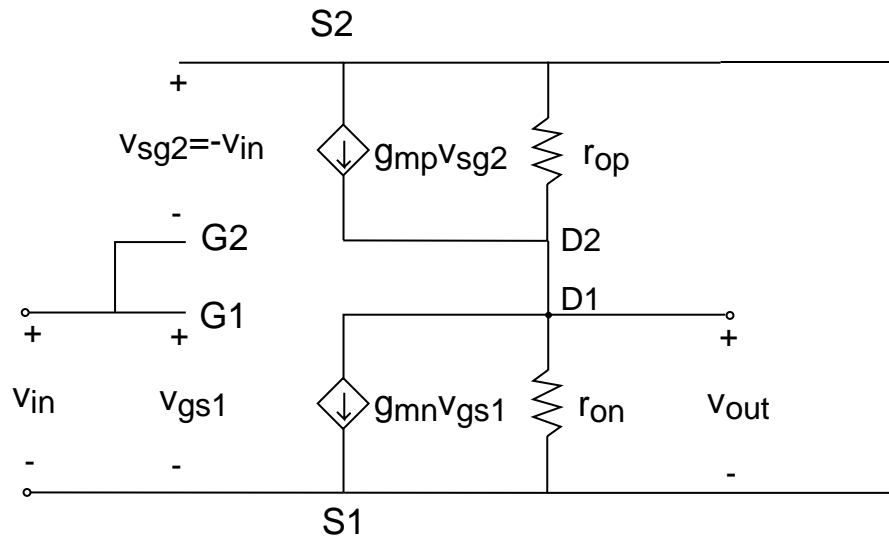 S2
+
vsg2=-vin
gmpvsg2
rop
-
G2
D2
G1
D1
+
+
+
vin
vgs1
gmnvgs1
ron
vout
-
-
-
S1